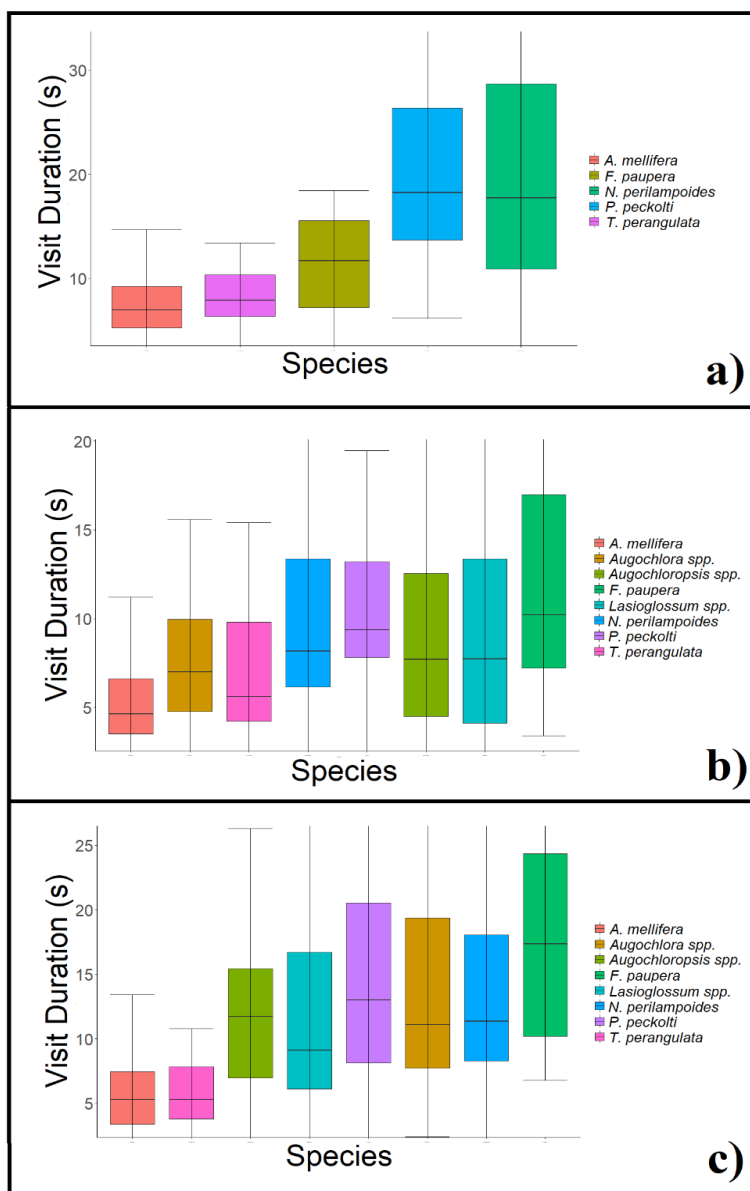 Visit Duration (s)
30
20
10
Species
A. mellifera
F. paupera
N. perilampoides
P. peckolti
T. perangulata
a)
Visit Duration (s)
20
15
10
5
Species
A. mellifera
Augochlora spp.
Augochloropsis spp.
F. paupera
Lasioglossum spp.
N. perilampoides
P. peckolti
T. perangulata
b)
Visit Duration (s)
25
20
15
10
5
Species
A. mellifera
Augochlora spp.
Augochloropsis spp.
F. paupera
Lasioglossum spp.
N. perilampoides
P. peckolti
T. perangulata
c)